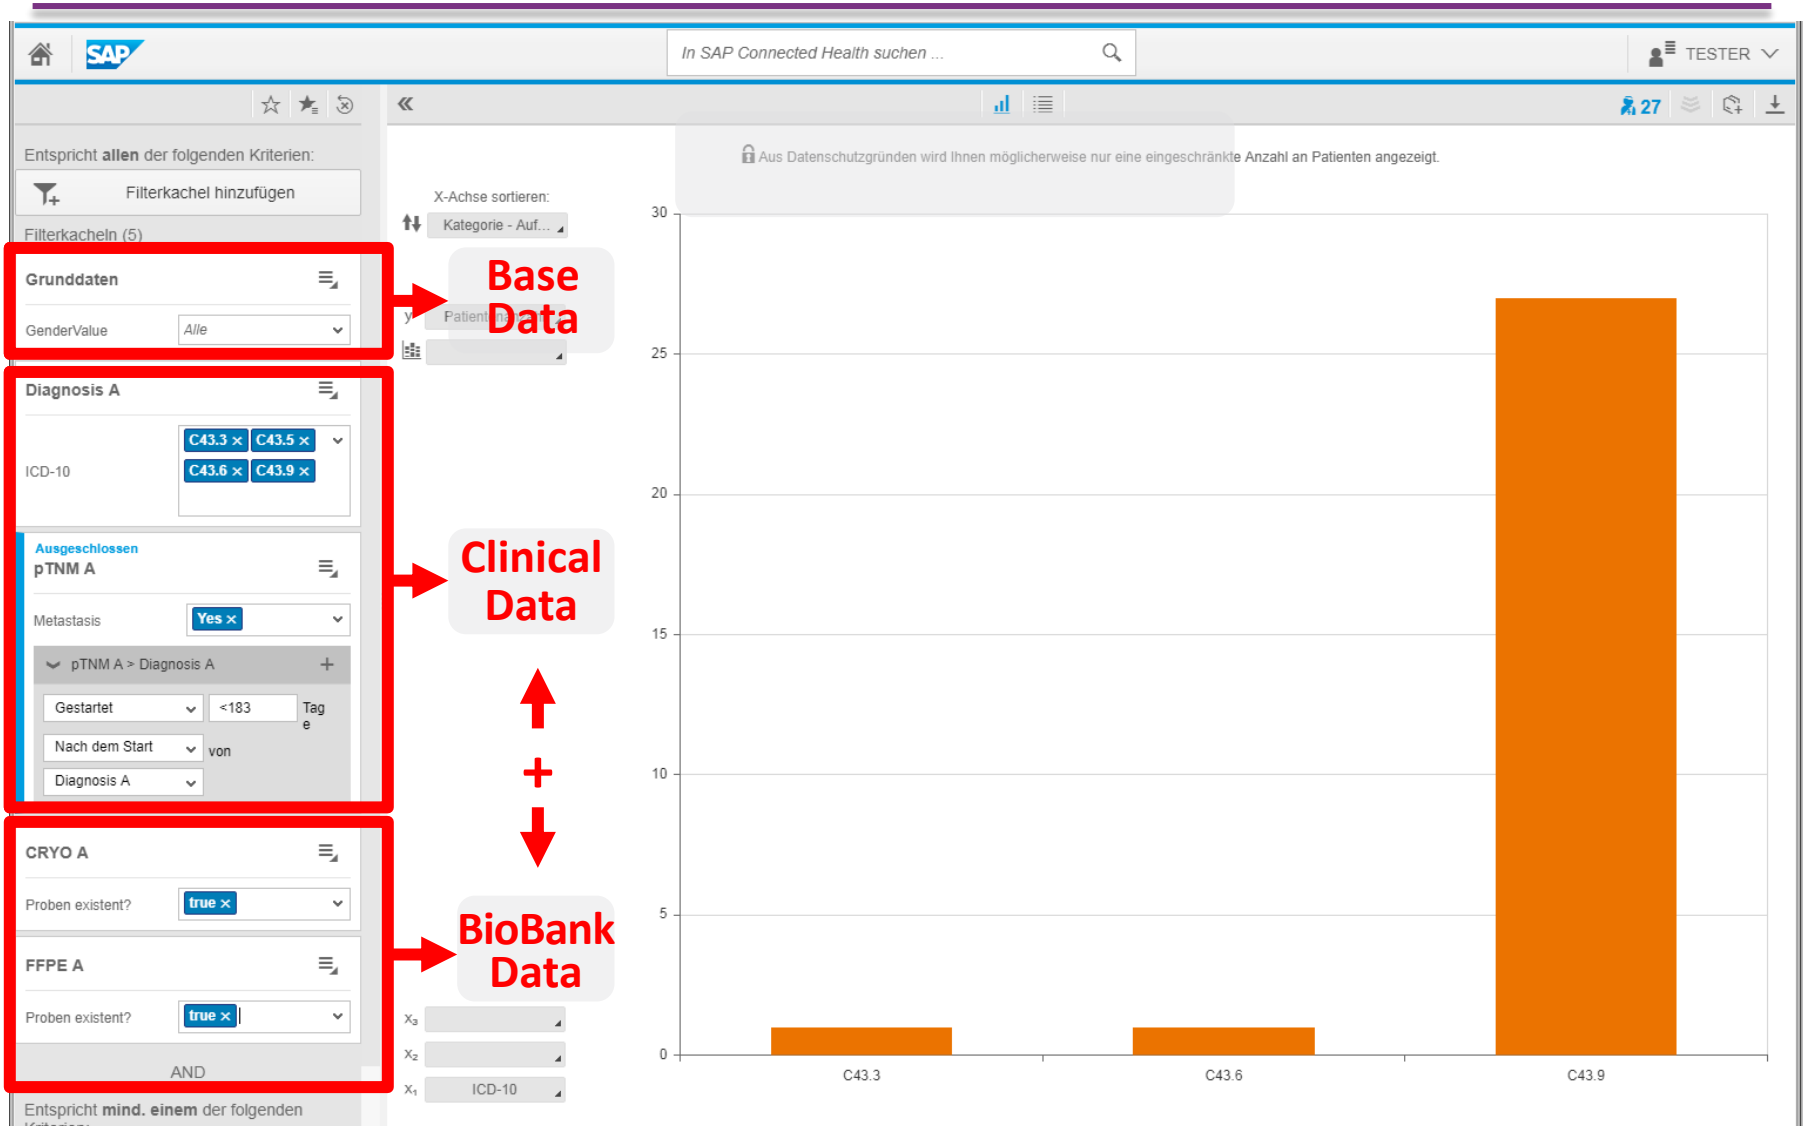 SAP
In SAP Connected Health suchen ...
TESTER
27
Entspricht allen der folgenden Kriterien:
Filterkachel hinzufügen
Filterkacheln (5)
Grunddaten
GenderValue
Alle
Diagnosis A
ICD-10
C43.3 × C43.5 ×
C43.6 × C43.9 ×
Ausgeschlossen
pTNM A
Metastasis
Yes ×
pTNM A > Diagnosis A
Gestartet
<183
Tag
e
Nach dem Start
von
Diagnosis A
CRYO A
Proben existent?
true ×
FFPE A
Proben existent?
true ×
AND
Entspricht mind. einem der folgenden
Kriterien:
Aus Datenschutzgründen wird Ihnen möglicherweise nur eine eingeschränkte Anzahl an Patienten angezeigt.
X-Achse sortieren:
Kategorie - Auf...
Base
Data
y
Clinical
Data
+
BioBank
Data
X3
X2
X1
ICD-10
30
25
20
15
10
5
0
C43.3
C43.6
C43.9